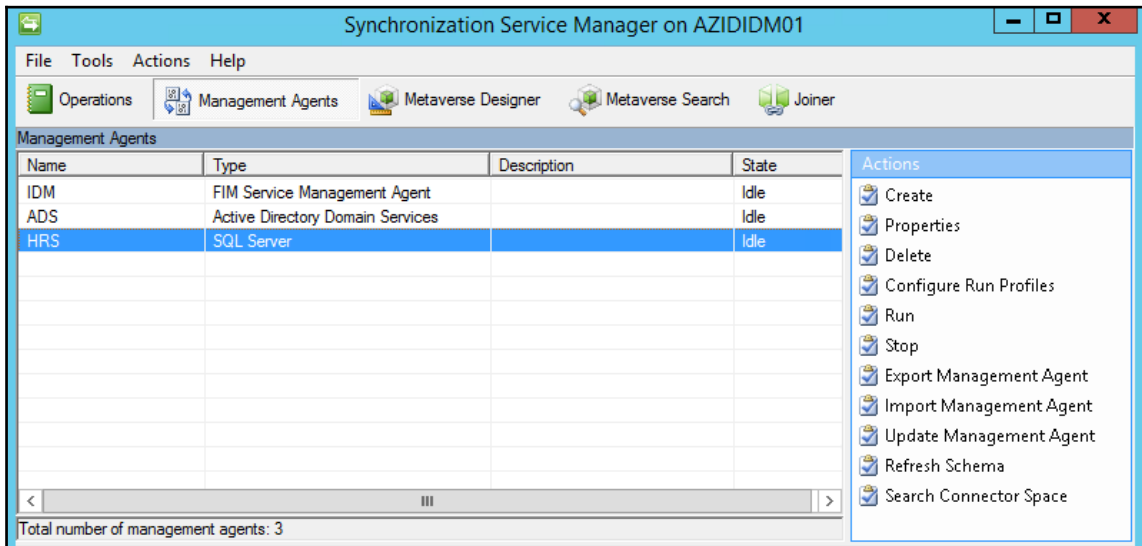 Synchronization Service Manager on AZIDIDM01
File Tools Actions Help
Operations Management Agents Metaverse Designer Metaverse Search Joiner
Management Agents
Name Type Description State
IDM FIM Service Management Agent Idle
ADS Active Directory Domain Services Idle
HRS SQL Server Idle
Total number of management agents: 3
Actions
Create
Properties
Delete
Configure Run Profiles
Run
Stop
Export Management Agent
Import Management Agent
Update Management Agent
Refresh Schema
Search Connector Space